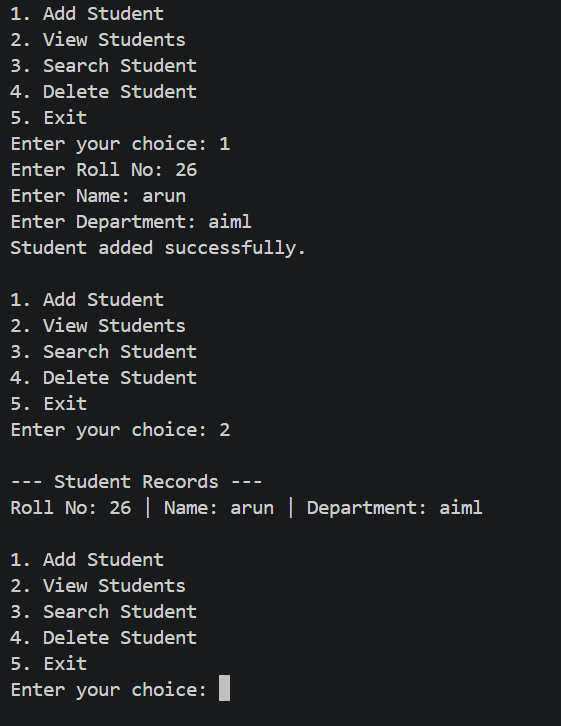 1. Add Student
2. View Students
3. Search Student
4. Delete Student
5. Exit
Enter your choice: 1
Enter Roll No: 26
Enter Name: arun
Enter Department: aiml
Student added successfully.

1. Add Student
2. View Students
3. Search Student
4. Delete Student
5. Exit
Enter your choice: 2

--- Student Records ---
Roll No: 26 | Name: arun | Department: aiml

1. Add Student
2. View Students
3. Search Student
4. Delete Student
5. Exit
Enter your choice: